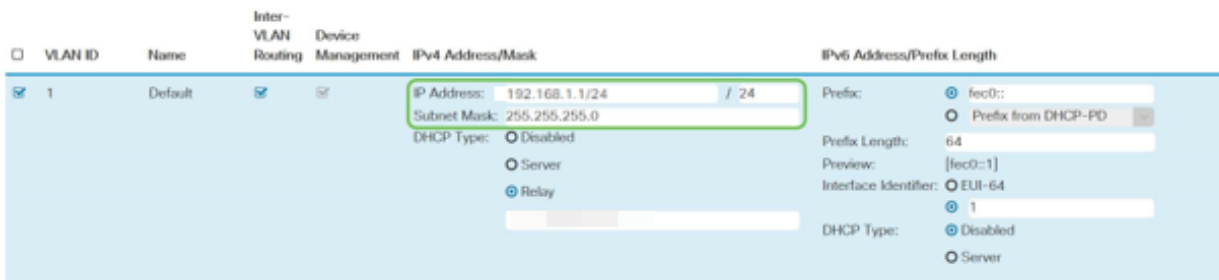 Inter-
VLAN Device
VLAN ID Name Routing Management IPv4 Address/Mask IPv6 Address/Prefix Length
1 Default IP Address: 192.168.1.1/24 / 24 Prefix: fec0::
Subnet Mask: 255.255.255.0 Prefix from DHCP-PD
DHCP Type: Disabled Prefix Length: 64
Server Preview: [fec0::1]
Relay Interface Identifier: EUI-64
1
DHCP Type: Disabled
Server